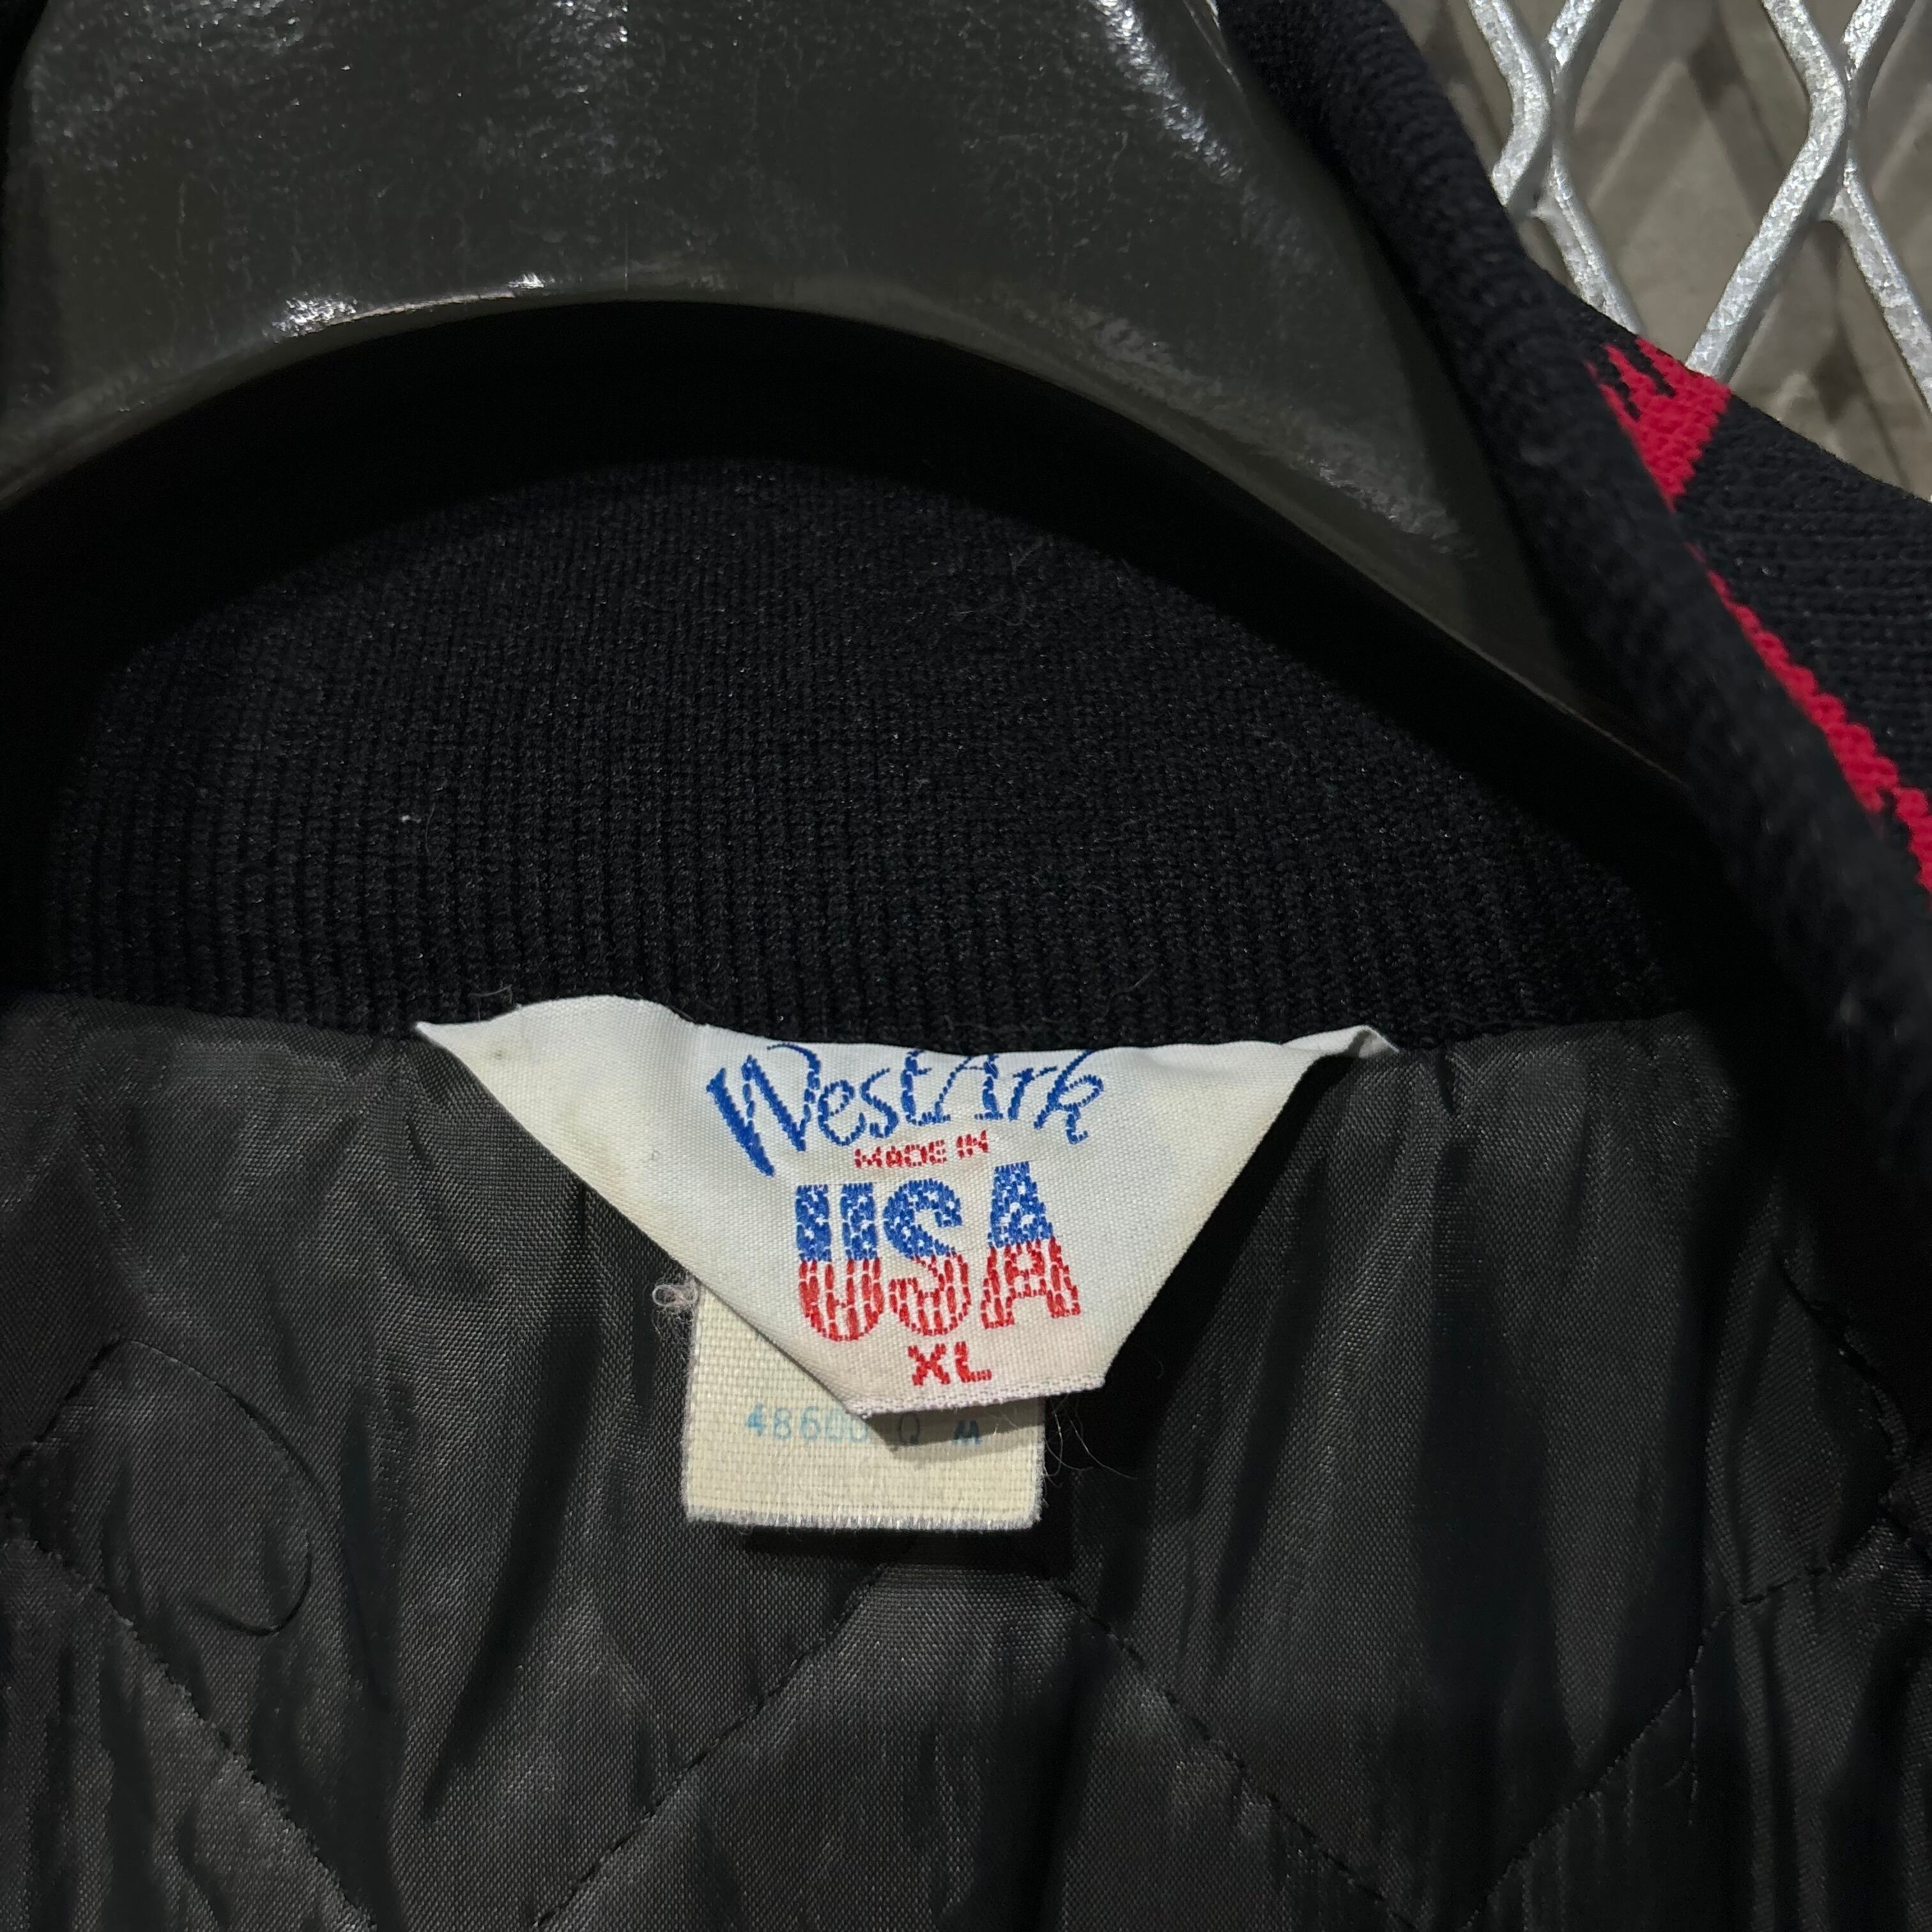 WestArk
MADE IN
USA
XL
Q M